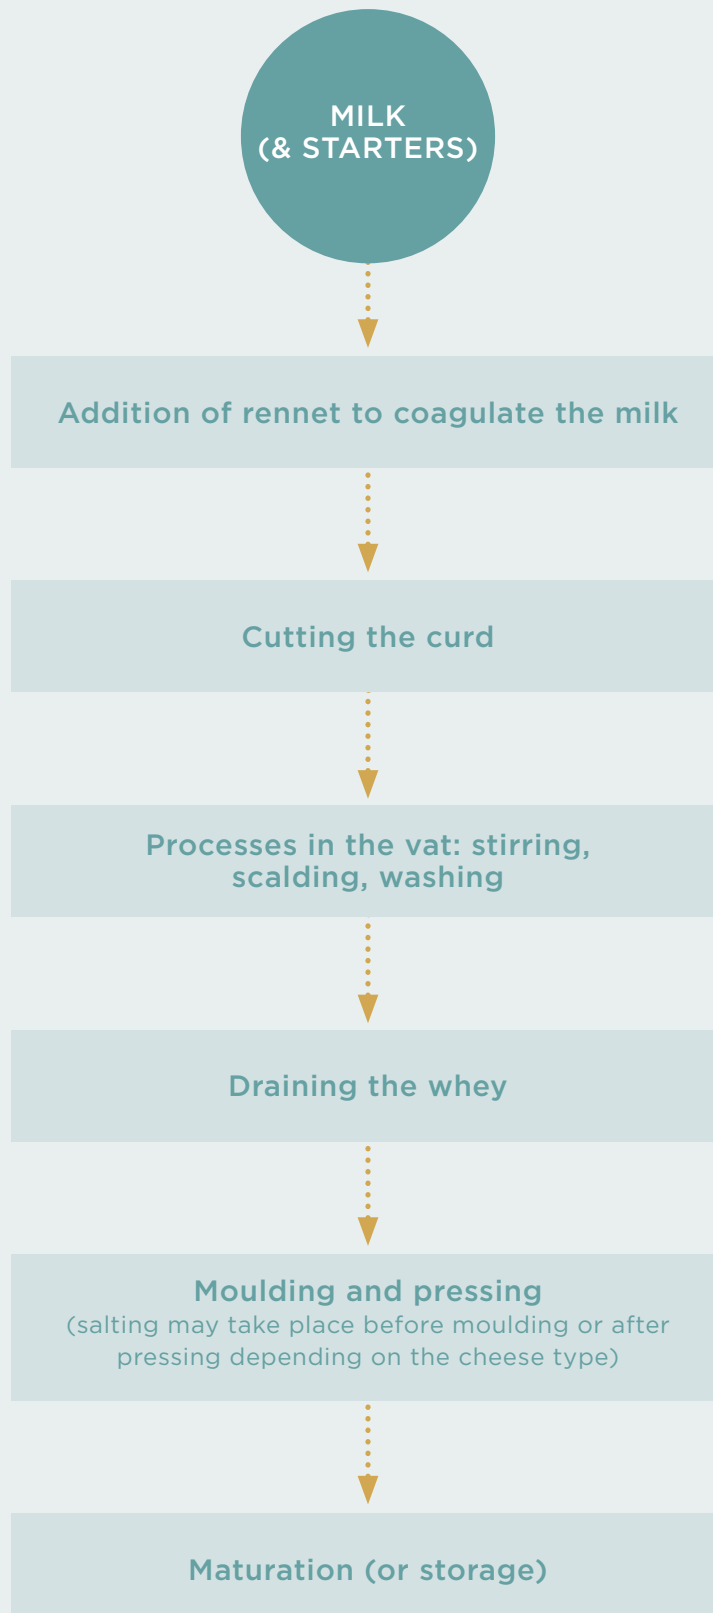 MILK
(& STARTERS)
Addition of rennet to coagulate the milk
Cutting the curd
Processes in the vat: stirring,
scalding, washing
Draining the whey
Moulding and pressing
(salting may take place before moulding or after
pressing depending on the cheese type)
Maturation (or storage)